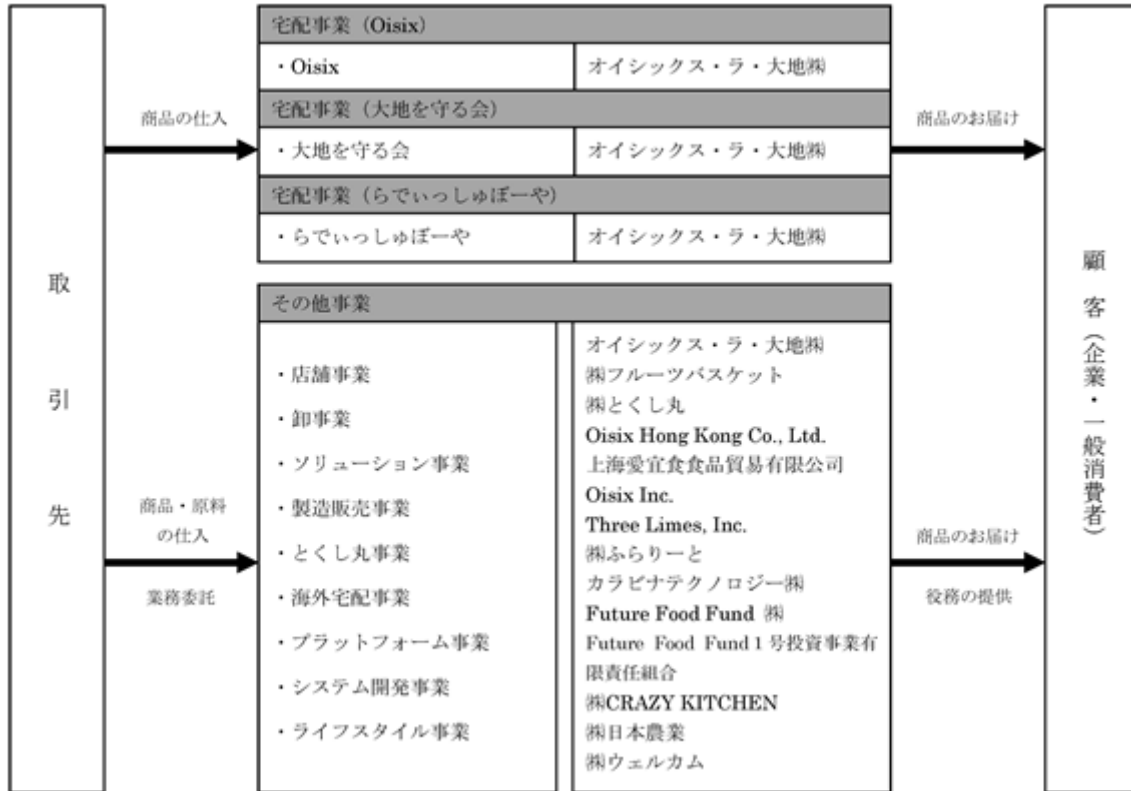 取引先
商品の仕入
商品・原料
の仕入
業務委託
宅配事業（Oisix）
・Oisix
オイシックス・ラ・大地㈱
宅配事業（大地を守る会）
・大地を守る会
オイシックス・ラ・大地㈱
宅配事業（らでぃっしゅぼーや）
・らでぃっしゅぼーや
オイシックス・ラ・大地㈱
その他事業
・店舗事業
・卸事業
・ソリューション事業
・製造販売事業
・とくし丸事業
・海外宅配事業
・プラットフォーム事業
・システム開発事業
・ライフスタイル事業
オイシックス・ラ・大地㈱
㈱フルーツバスケット
㈱とくし丸
Oisix Hong Kong Co., Ltd.
上海愛宜食食品貿易有限公司
Oisix Inc.
Three Limes, Inc.
㈱ふらりーと
カラビナテクノロジー㈱
Future Food Fund ㈱
Future Food Fund１号投資事業有
限責任組合
㈱CRAZY KITCHEN
㈱日本農業
㈱ウェルカム
商品のお届け
商品のお届け
役務の提供
顧客（企業・一般消費者）